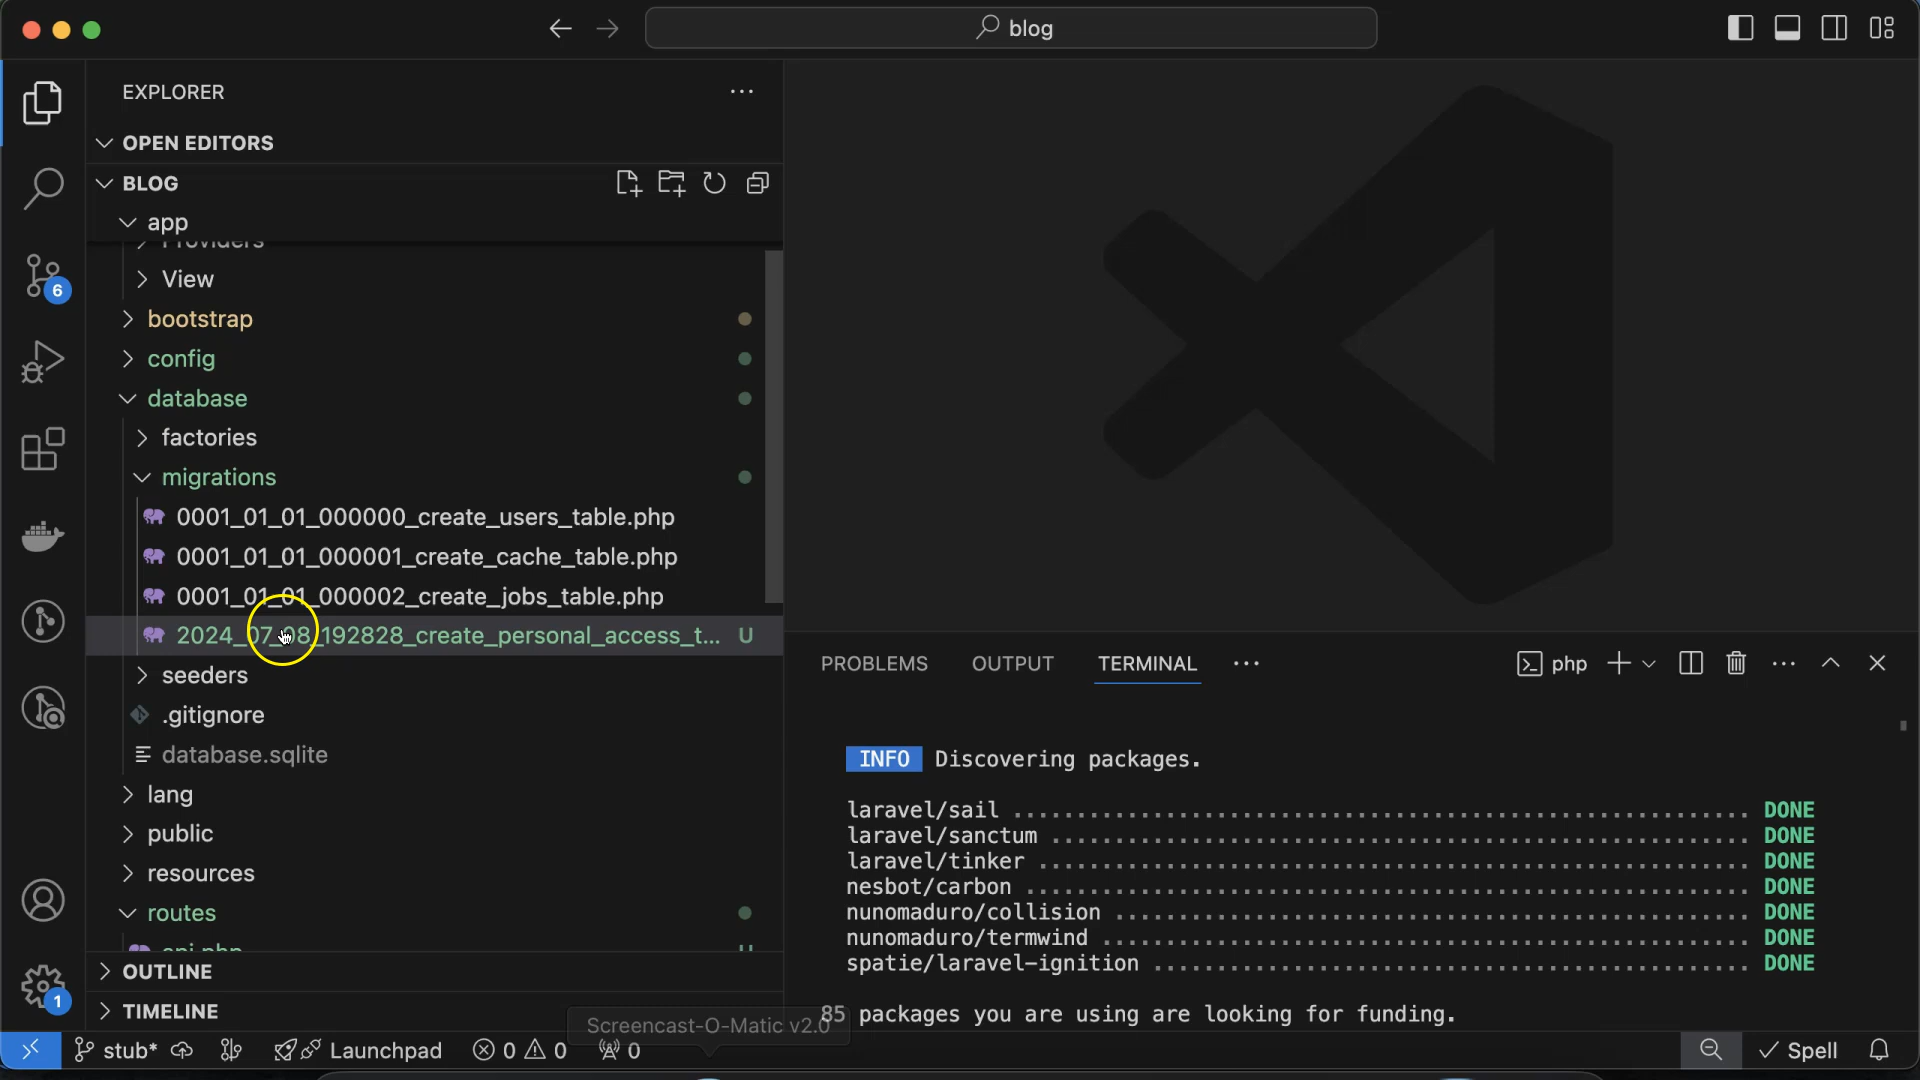 blog
EXPLORER
OPEN EDITORS
BLOG
app
Providers
View
bootstrap
config
database
factories
migrations
0001_01_01_000000_create_users_table.php
0001_01_01_000001_create_cache_table.php
0001_01_01_000002_create_jobs_table.php
2024_07_08_192828_create_personal_access_t... U
seeders
.gitignore
database.sqlite
lang
public
resources
routes
api.php U
OUTLINE
TIMELINE
6
1
PROBLEMS OUTPUT TERMINAL ... php
INFO Discovering packages.
laravel/sail ........................................................... DONE
laravel/sanctum ........................................................ DONE
laravel/tinker ......................................................... DONE
nesbot/carbon .......................................................... DONE
nunomaduro/collision ................................................... DONE
nunomaduro/termwind .................................................... DONE
spatie/laravel-ignition ................................................ DONE
85 packages you are using are looking for funding.
Screencast-O-Matic v2.0
stub* Launchpad 0 0 0 Spell